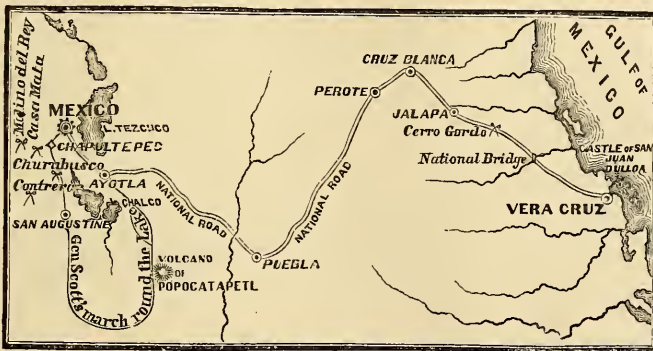 GULF OF
MEXICO
CRUZ BLANCA
PEROTE
JALAPA
Cerro Gordo
National Bridge
CASTLE OF SAN
JUAN
DULLOA
VERA CRUZ
NATIONAL ROAD
PUEBLA
NATIONAL ROAD
Molino del Rey
Casa Mata
MEXICO
L. TEZCUCO
CHAPULTEPEC
Churubusco
Contreras
AYOTLA
CHALCO
SAN AUGUSTINE
VOLCANO
OF
POPOCATAPETL
Gen Scott's march round the Lake